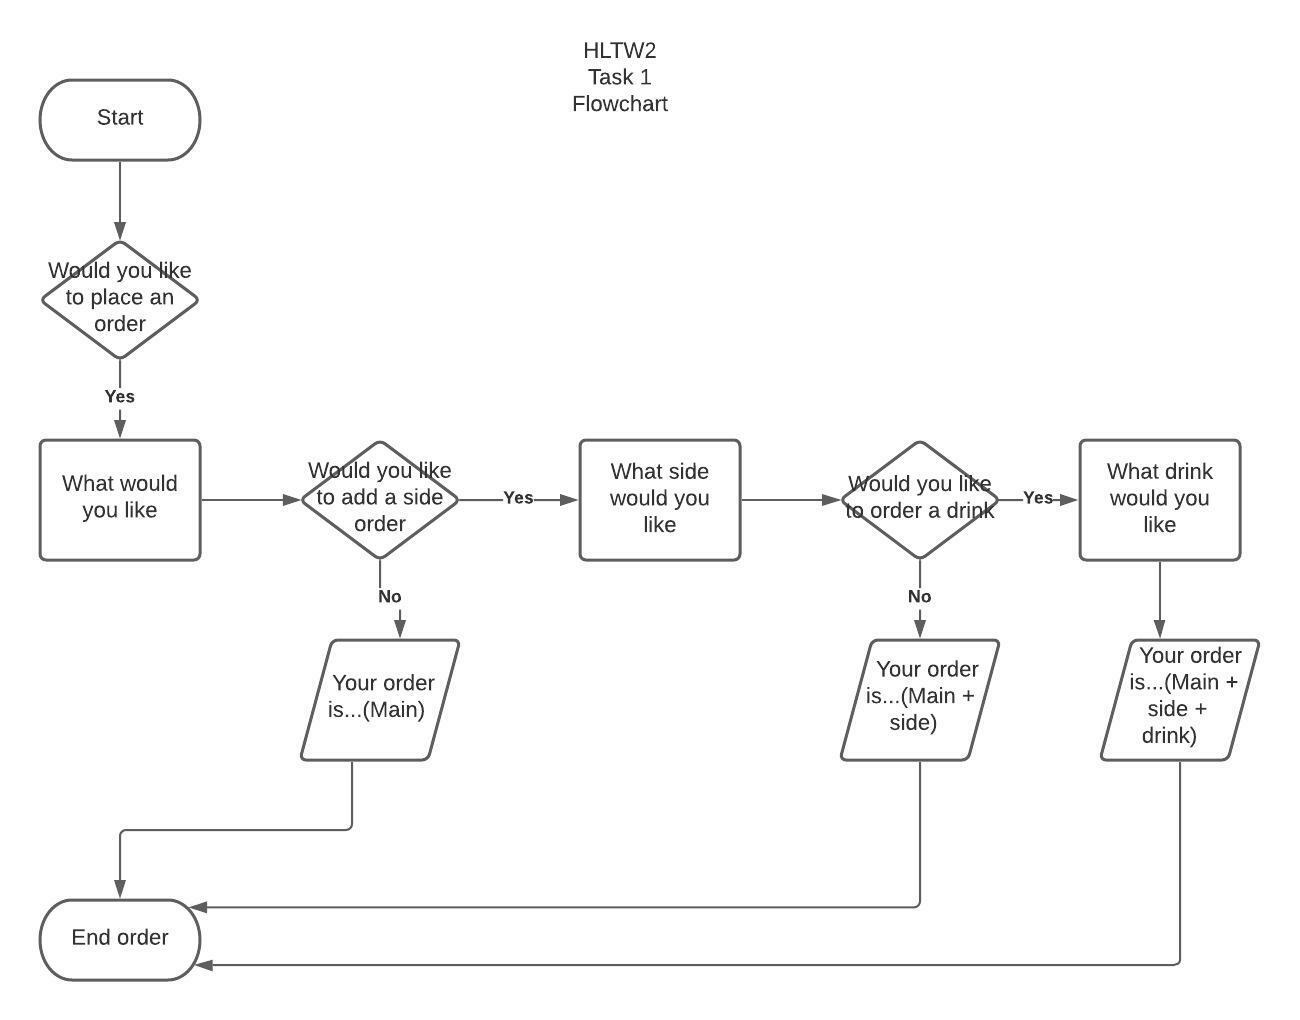 HLTW2
Task 1
Flowchart
Start
Would you like
to place an
order
Yes
What would
you like
Would you like
to add a side
order
Yes
What side
would you
like
Would you like
to order a drink
Yes
What drink
would you
like
No
No
Your order
is...(Main)
Your order
is...(Main +
side)
Your order
is...(Main +
side +
drink)
End order